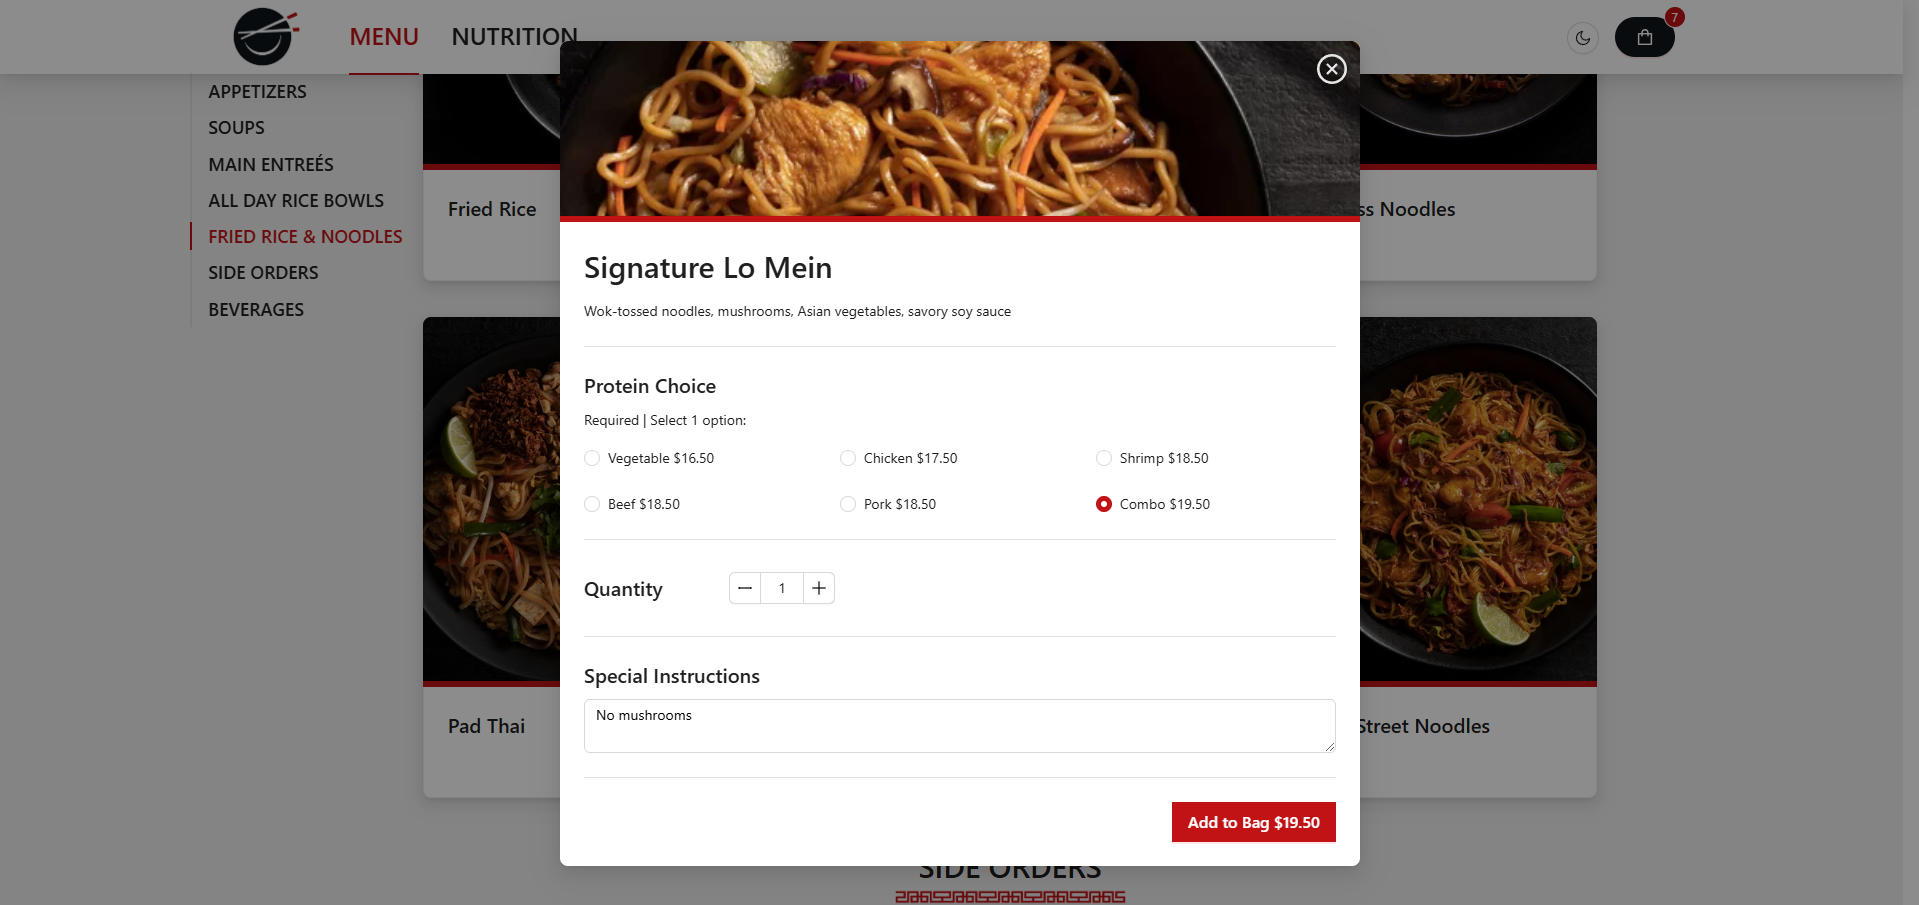 MENU
NUTRITION
7
APPETIZERS
SOUPS
MAIN ENTREÉS
ALL DAY RICE BOWLS
FRIED RICE & NOODLES
SIDE ORDERS
BEVERAGES
Fried Rice
ss Noodles
Pad Thai
Street Noodles
Signature Lo Mein
Wok-tossed noodles, mushrooms, Asian vegetables, savory soy sauce
Protein Choice
Required | Select 1 option:
Vegetable $16.50
Chicken $17.50
Shrimp $18.50
Beef $18.50
Pork $18.50
Combo $19.50
Quantity
1
Special Instructions
No mushrooms
Add to Bag $19.50
SIDE ORDERS